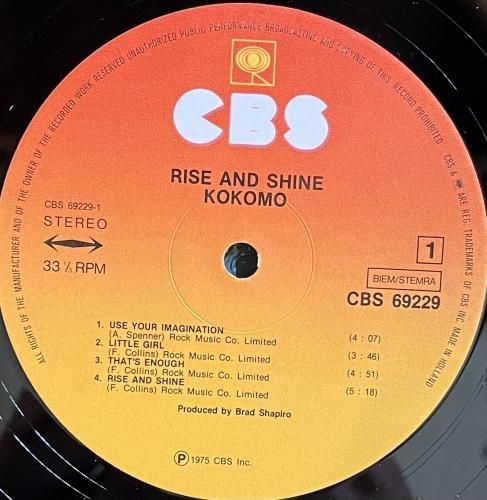 ALL RIGHTS OF THE MANUFACTURER AND OF THE OWNER OF THE RECORDED WORK RESERVED UNAUTHORIZED PUBLIC PERFORMANCE BROADCASTING AND COPYING OF THIS RECORD PROHIBITED
CBS & ARE REG. TRADEMARKS OF CBS INC. MADE IN HOLLAND
CBS
RISE AND SHINE
KOKOMO
CBS 69229-1
STEREO
33⅓ RPM
1
BIEM/STEMRA
CBS 69229
1. USE YOUR IMAGINATION
(A. Spenner) Rock Music Co. Limited (4 : 07)
2. LITTLE GIRL
(F. Collins) Rock Music Co. Limited (3 : 46)
3. THAT'S ENOUGH
(F. Collins) Rock Music Co. Limited (4 : 51)
4. RISE AND SHINE
(F. Collins) Rock Music Co. Limited (5 : 18)
Produced by Brad Shapiro
Ⓟ 1975 CBS Inc.